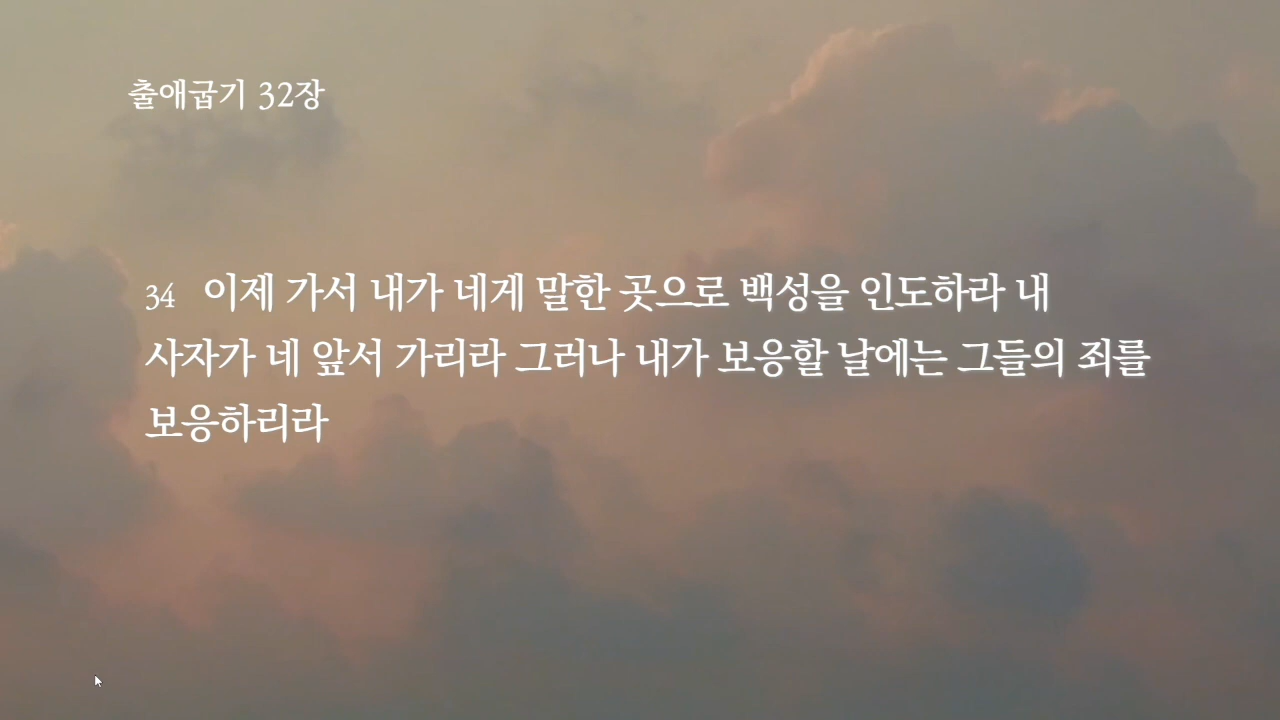 출애굽기 32장
34 이제 가서 내가 네게 말한 곳으로 백성을 인도하라 내
사자가 네 앞서 가리라 그러나 내가 보응할 날에는 그들의 죄를
보응하리라